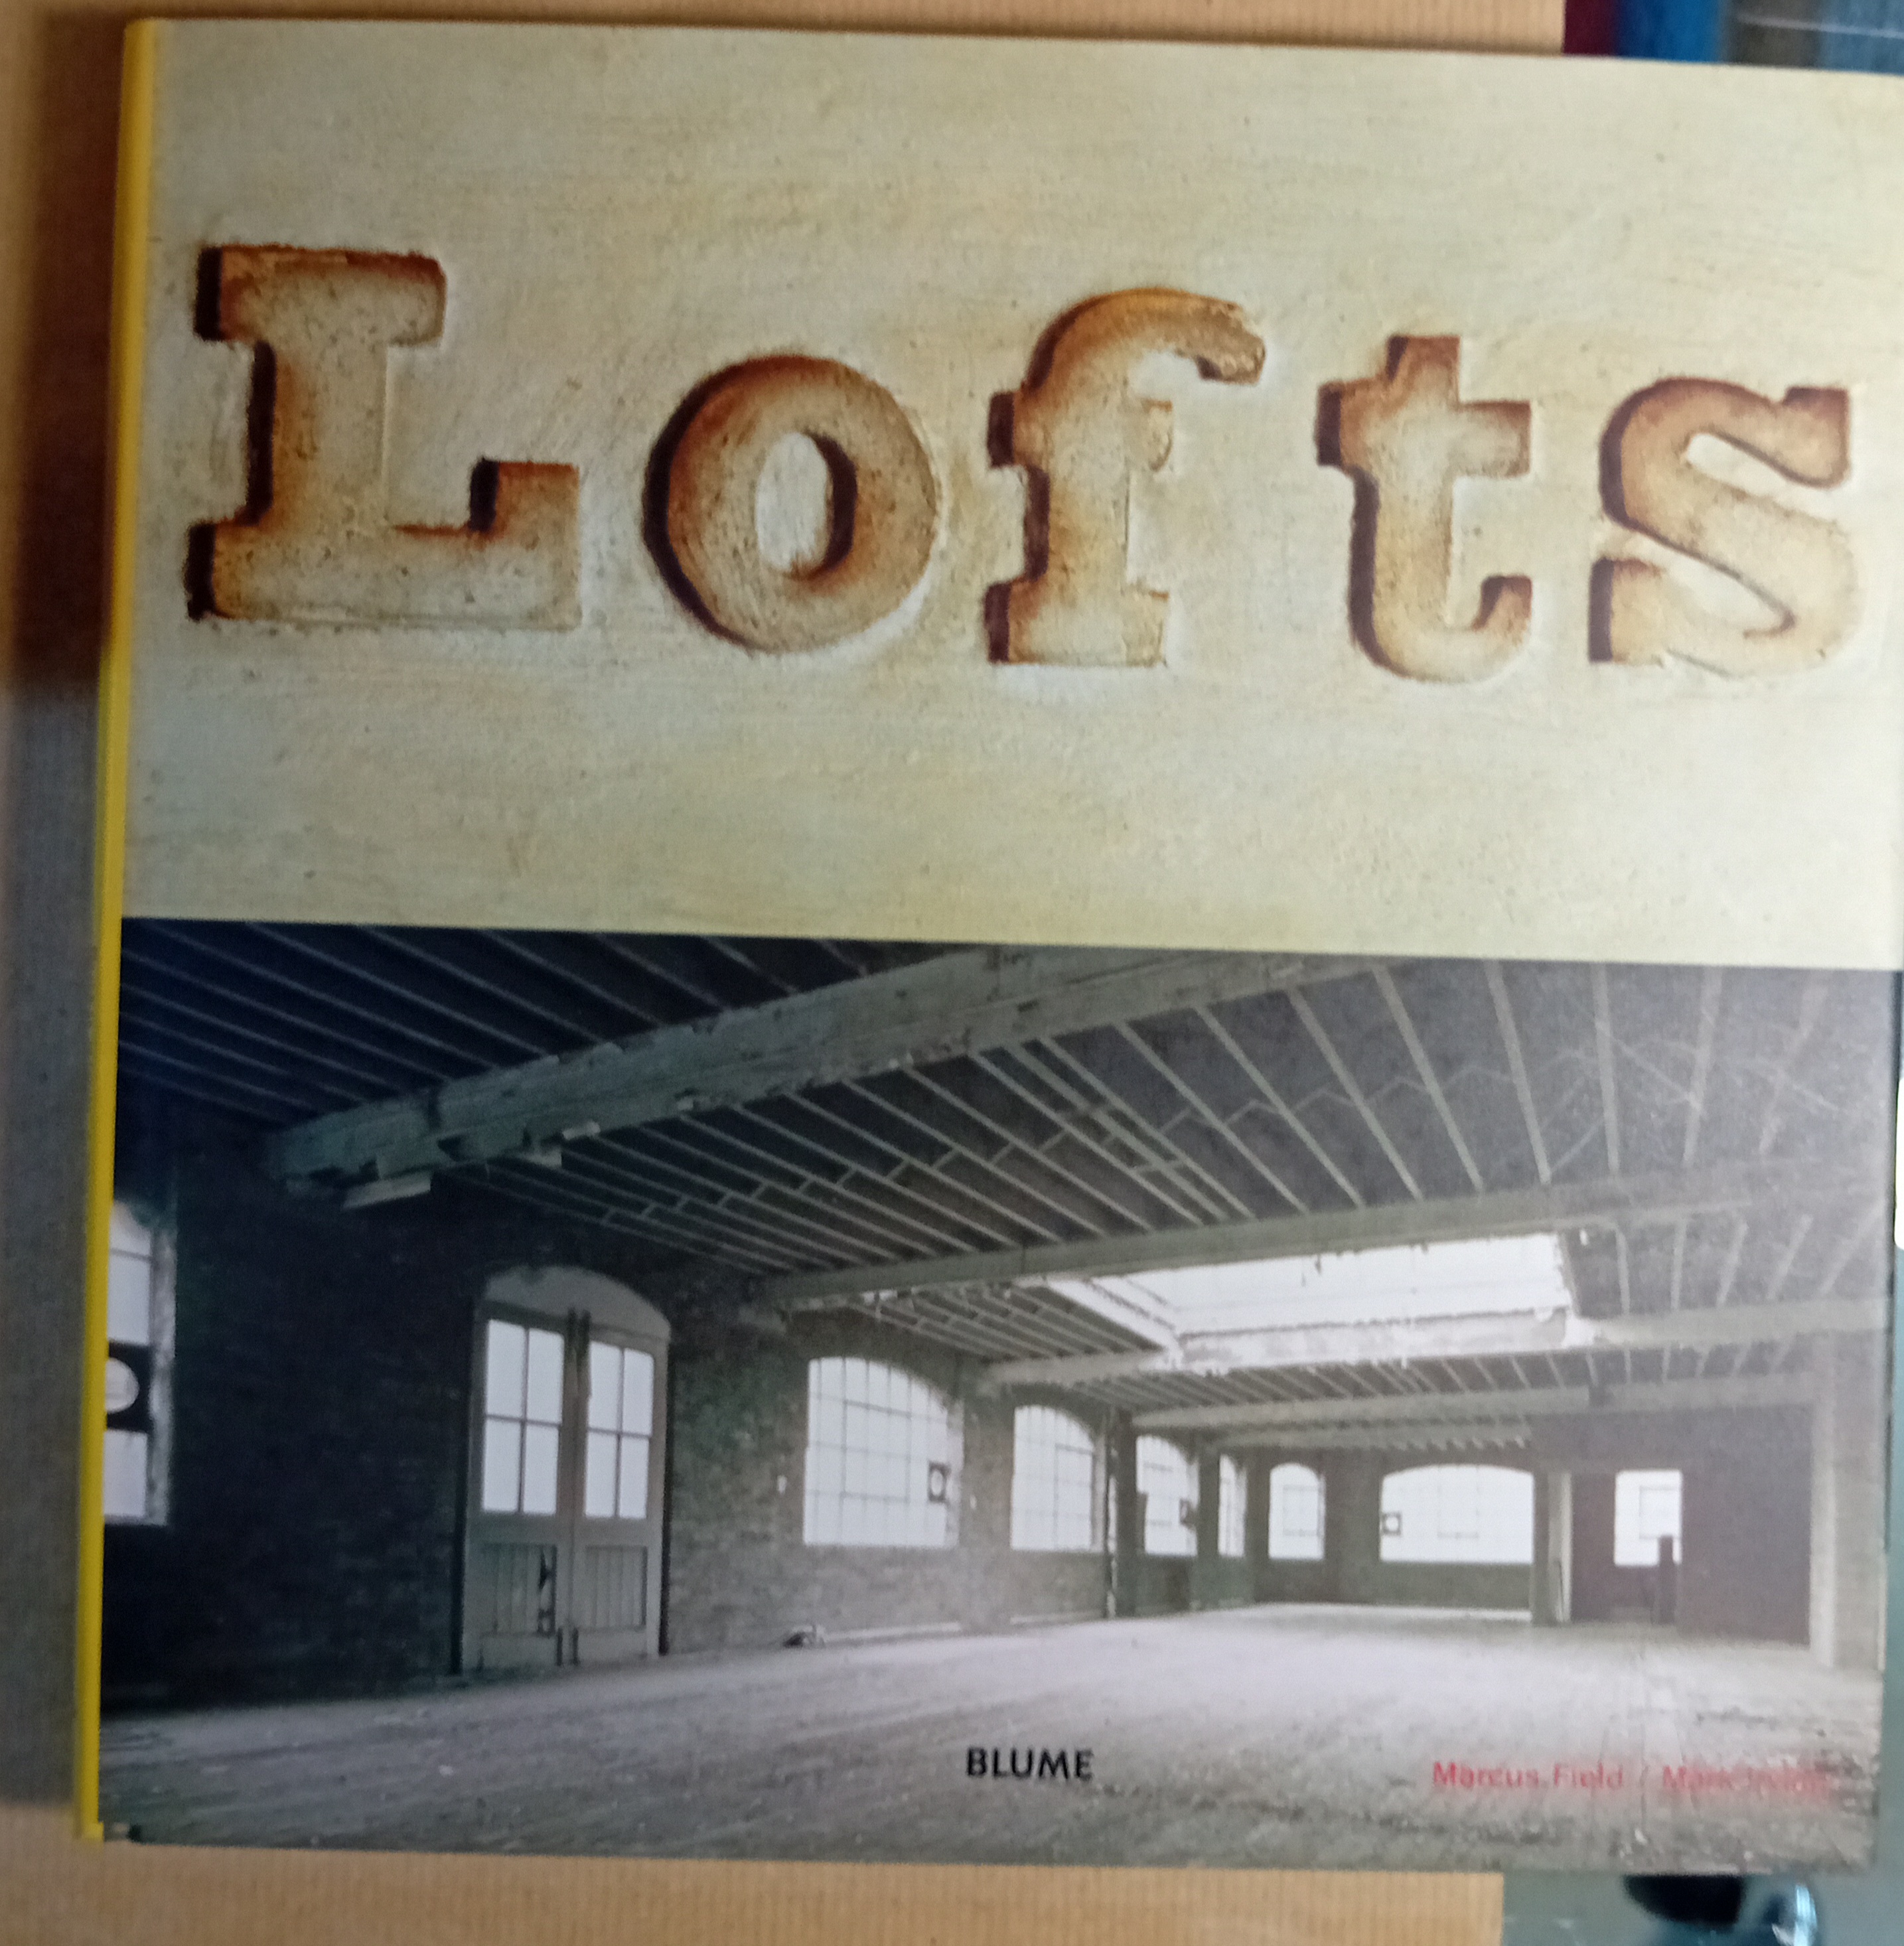 Lofts
BLUME
Marcus Field /